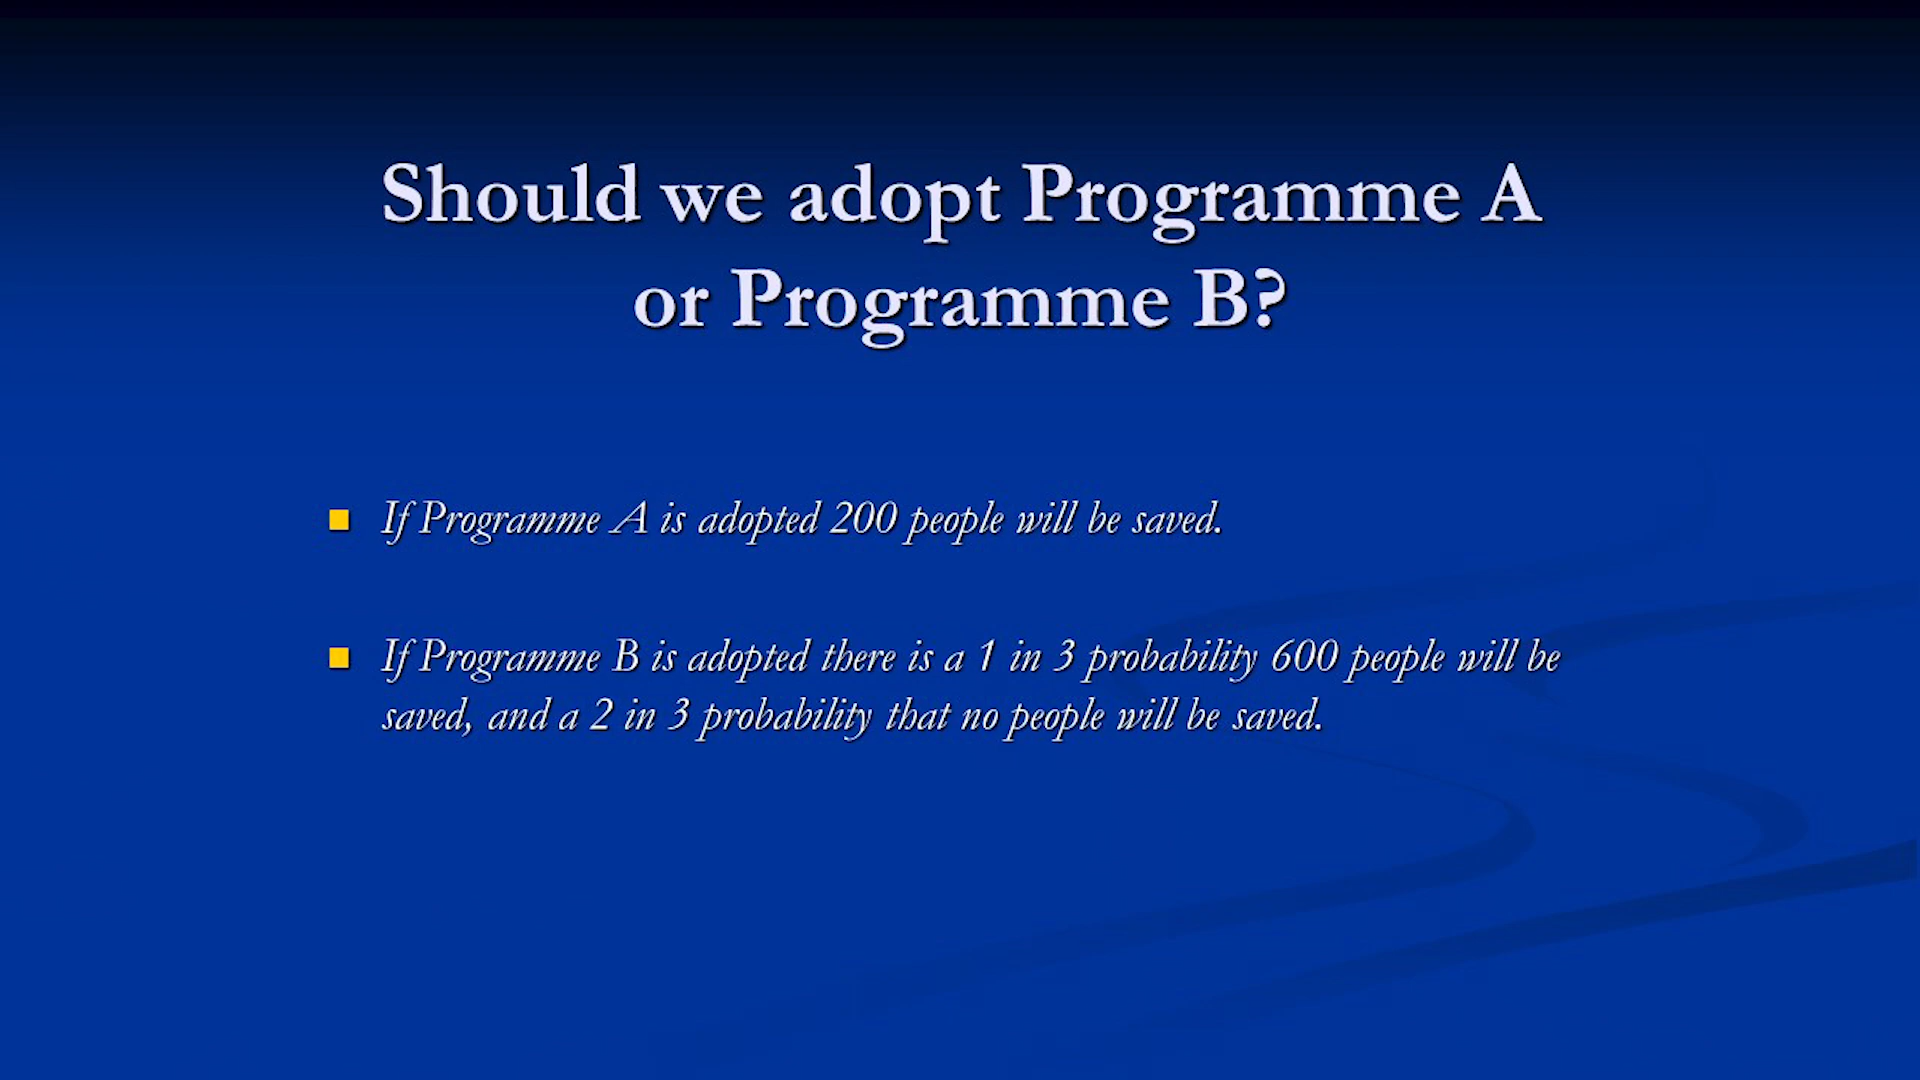 Should we adopt Programme A
or Programme B?
If Programme A is adopted 200 people will be saved.
If Programme B is adopted there is a 1 in 3 probability 600 people will be
saved, and a 2 in 3 probability that no people will be saved.